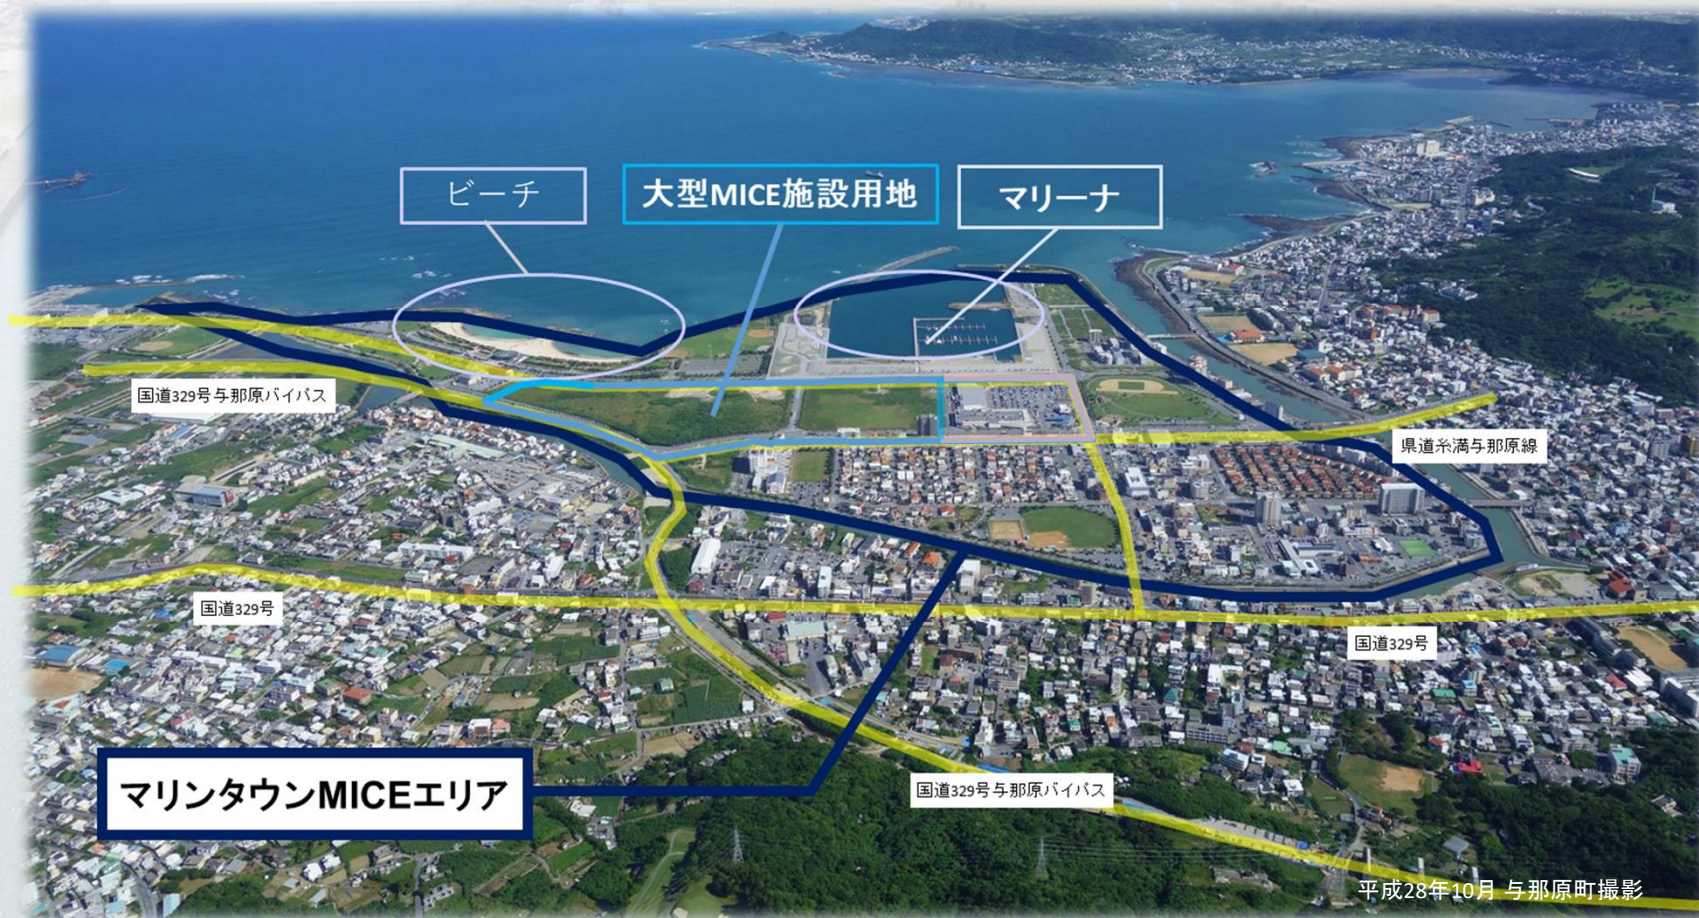 ビーチ
大型MICE施設用地
マリーナ
国道329号与那原バイパス
県道糸満与那原線
国道329号
国道329号
マリンタウンMICEエリア
国道329号与那原バイパス
平成28年10月 与那原町撮影